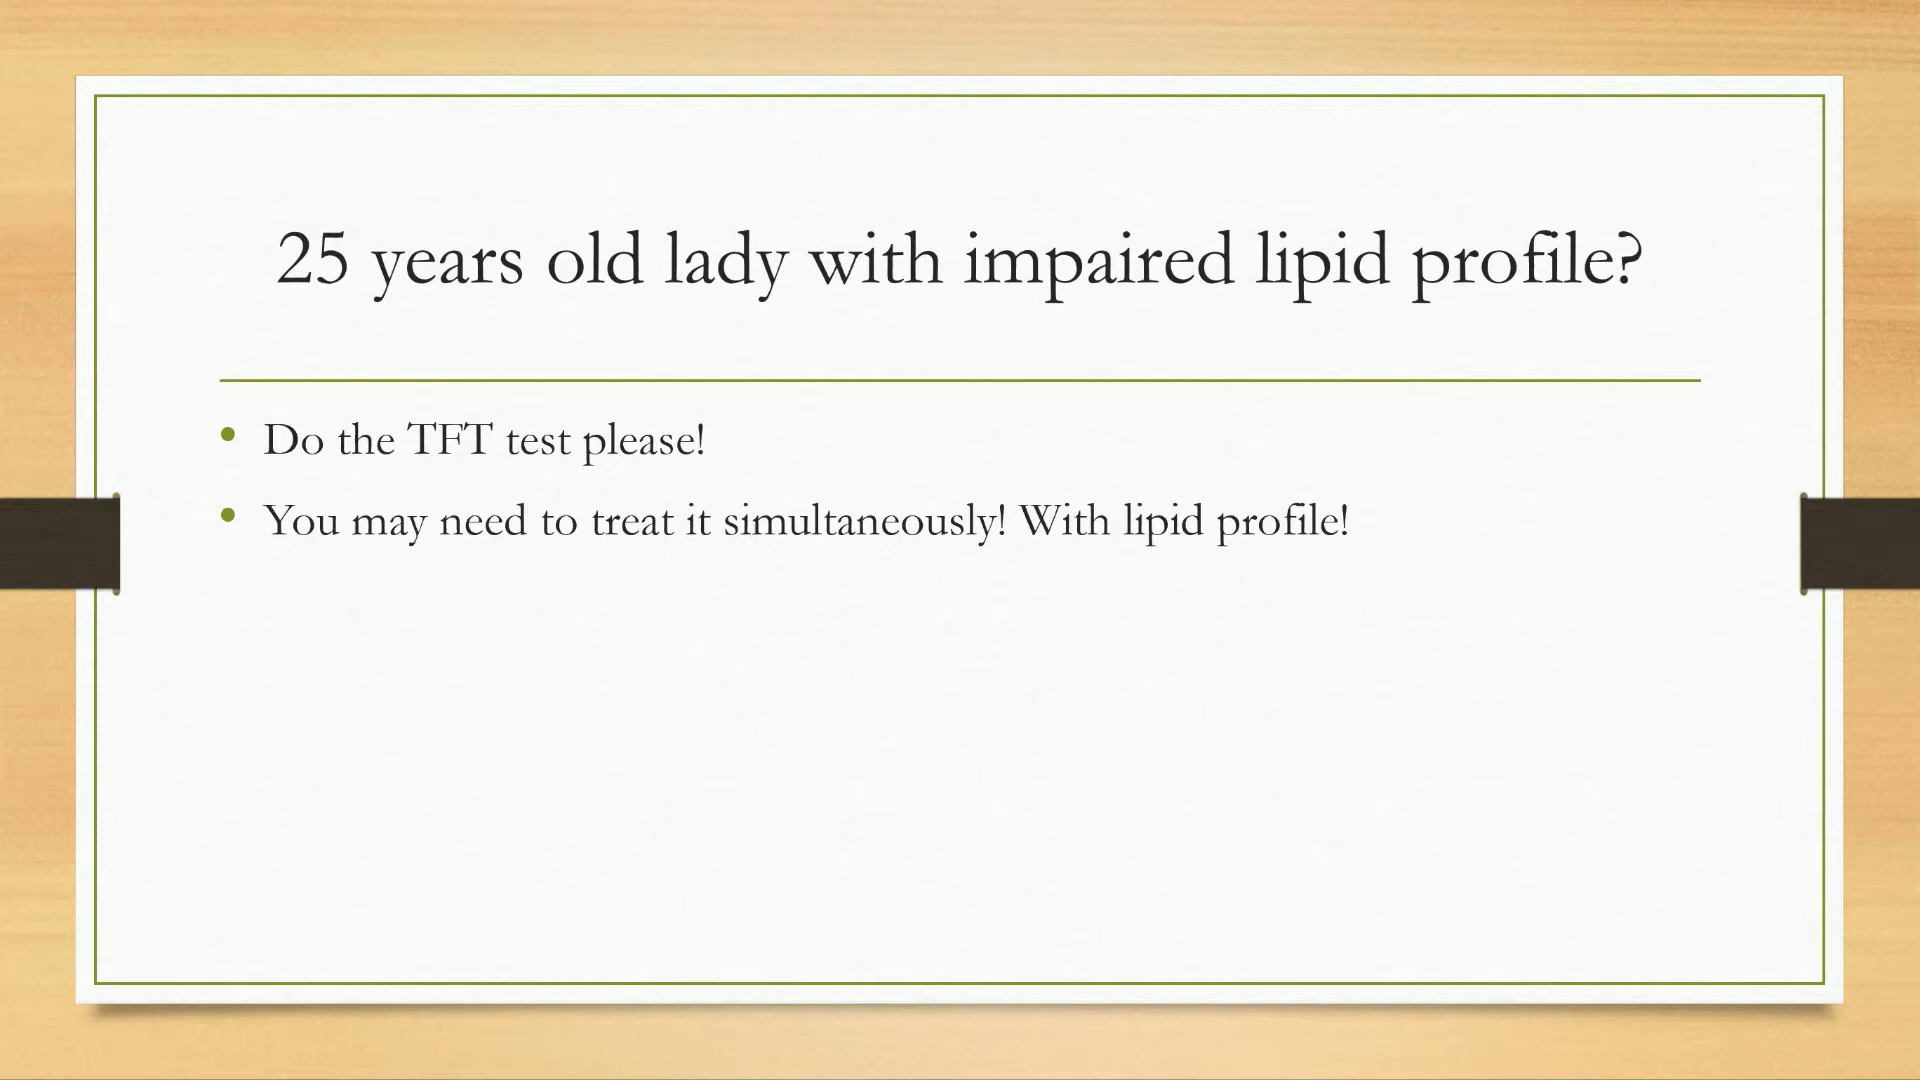 25 years old lady with impaired lipid profile?
• Do the TFT test please!
• You may need to treat it simultaneously! With lipid profile!